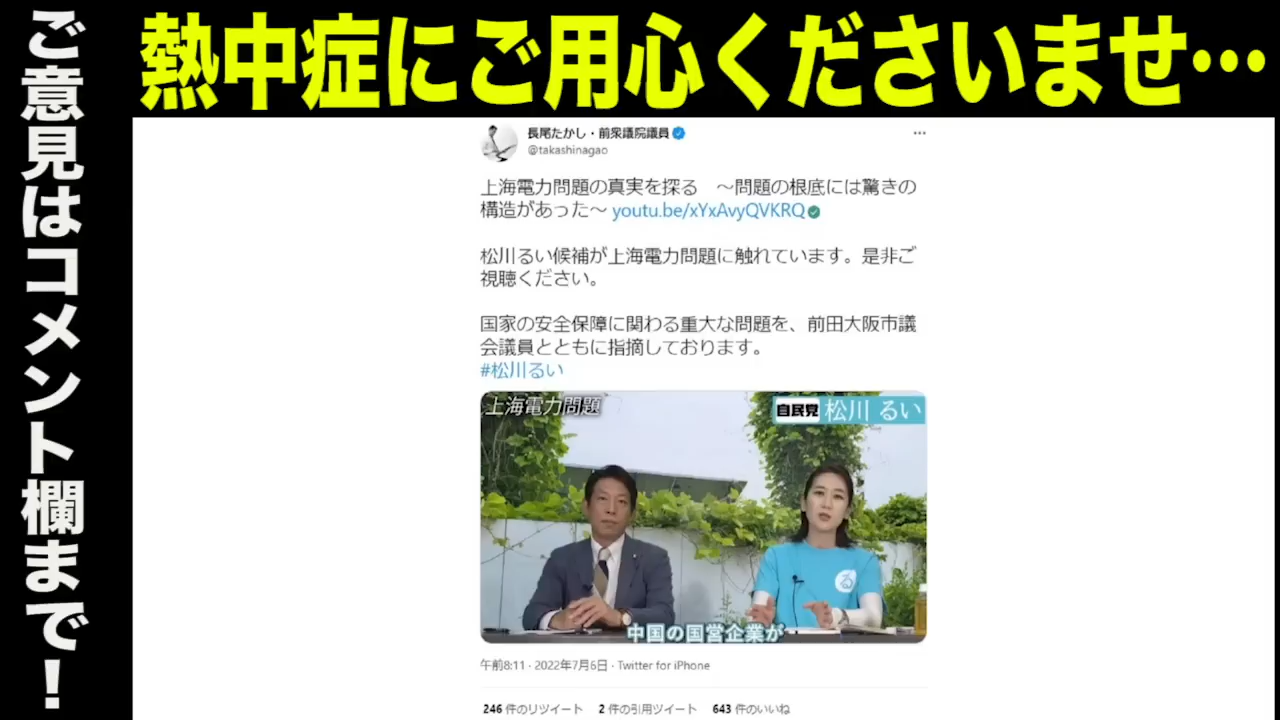 熱中症にご用心くださいませ…
ご意見はコメント欄まで！
長尾たかし・前衆議院議員
@takashinagao
上海電力問題の真実を探る　～問題の根底には驚きの
構造があった～ youtu.be/xYxAvyQVKRQ
松川るい候補が上海電力問題に触れています。是非ご
視聴ください。
国家の安全保障に関わる重大な問題を、前田大阪市議
会議員とともに指摘しております。
#松川るい
上海電力問題
自民党 松川 るい
る
中国の国営企業が
午前8:11 · 2022年7月6日 · Twitter for iPhone
246 件のリツイート 2 件の引用ツイート 643 件のいいね